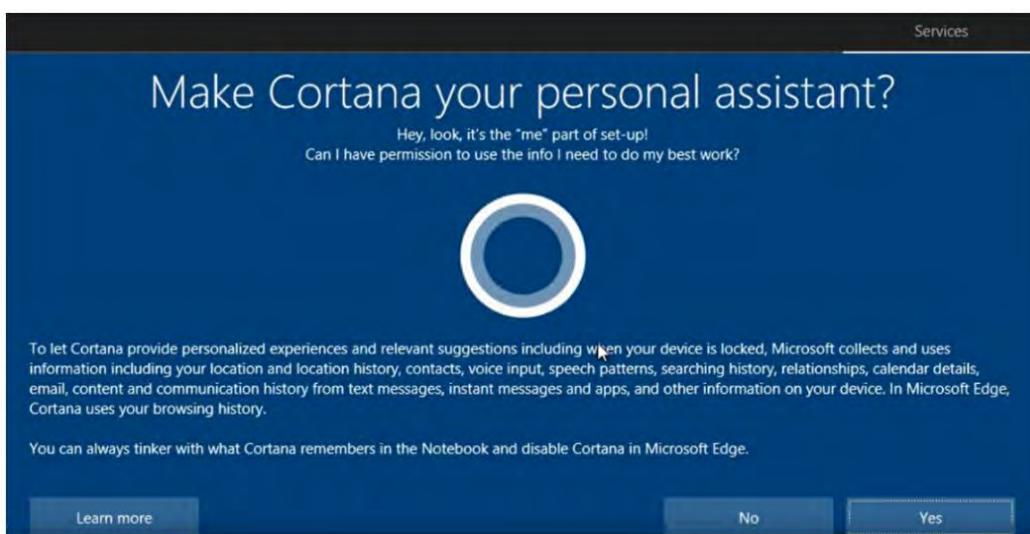 Services
Make Cortana your personal assistant?
Hey, look, it's the "me" part of set-up!
Can I have permission to use the info I need to do my best work?
To let Cortana provide personalized experiences and relevant suggestions including when your device is locked, Microsoft collects and uses
information including your location and location history, contacts, voice input, speech patterns, searching history, relationships, calendar details,
email, content and communication history from text messages, instant messages and apps, and other information on your device. In Microsoft Edge,
Cortana uses your browsing history.
You can always tinker with what Cortana remembers in the Notebook and disable Cortana in Microsoft Edge.
Learn more
No
Yes